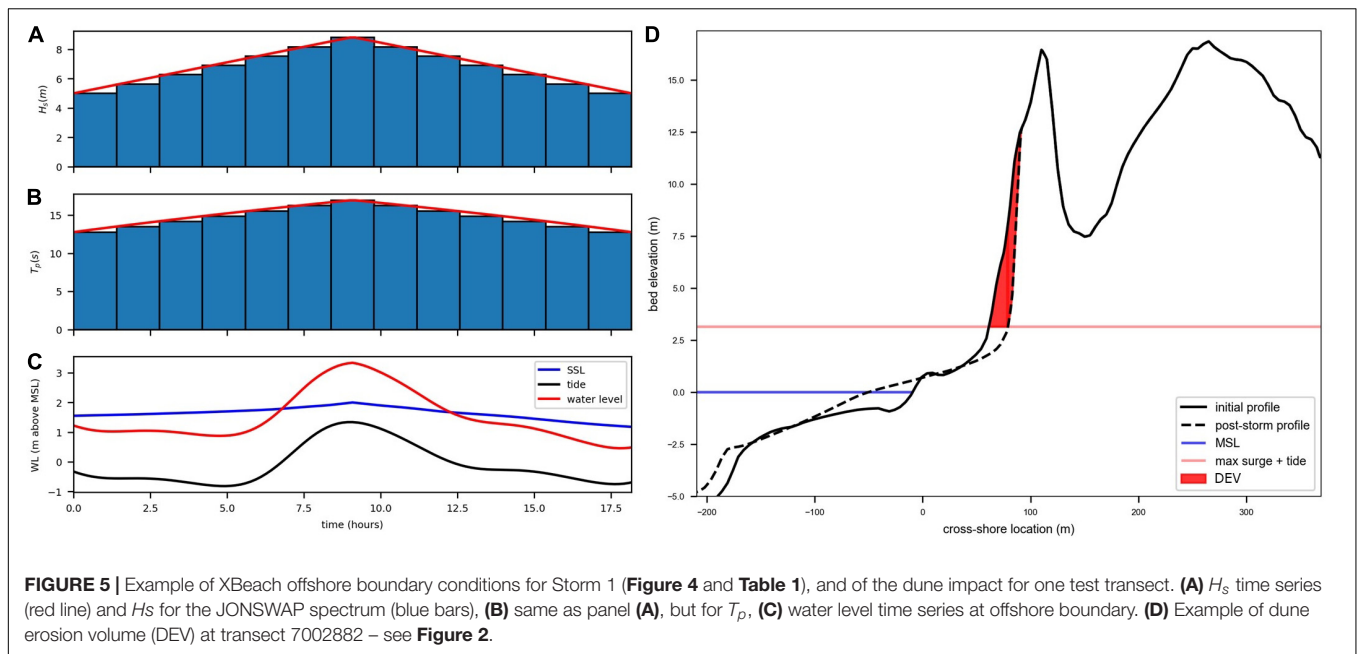 A
8
6
4
2
0
H_s(m)
B
15
10
5
0
T_p(s)
C
3
2
1
0
−1
WL (m above MSL)
SSL
tide
water level
0.0 2.5 5.0 7.5 10.0 12.5 15.0 17.5
time (hours)
D
15.0
12.5
10.0
7.5
5.0
2.5
0.0
−2.5
−5.0
bed elevation (m)
initial profile
post-storm profile
MSL
max surge + tide
DEV
−200 −100 0 100 200 300
cross-shore location (m)
FIGURE 5 | Example of XBeach offshore boundary conditions for Storm 1 (Figure 4 and Table 1), and of the dune impact for one test transect. (A) H_s time series
(red line) and Hs for the JONSWAP spectrum (blue bars), (B) same as panel (A), but for T_p, (C) water level time series at offshore boundary. (D) Example of dune
erosion volume (DEV) at transect 7002882 – see Figure 2.